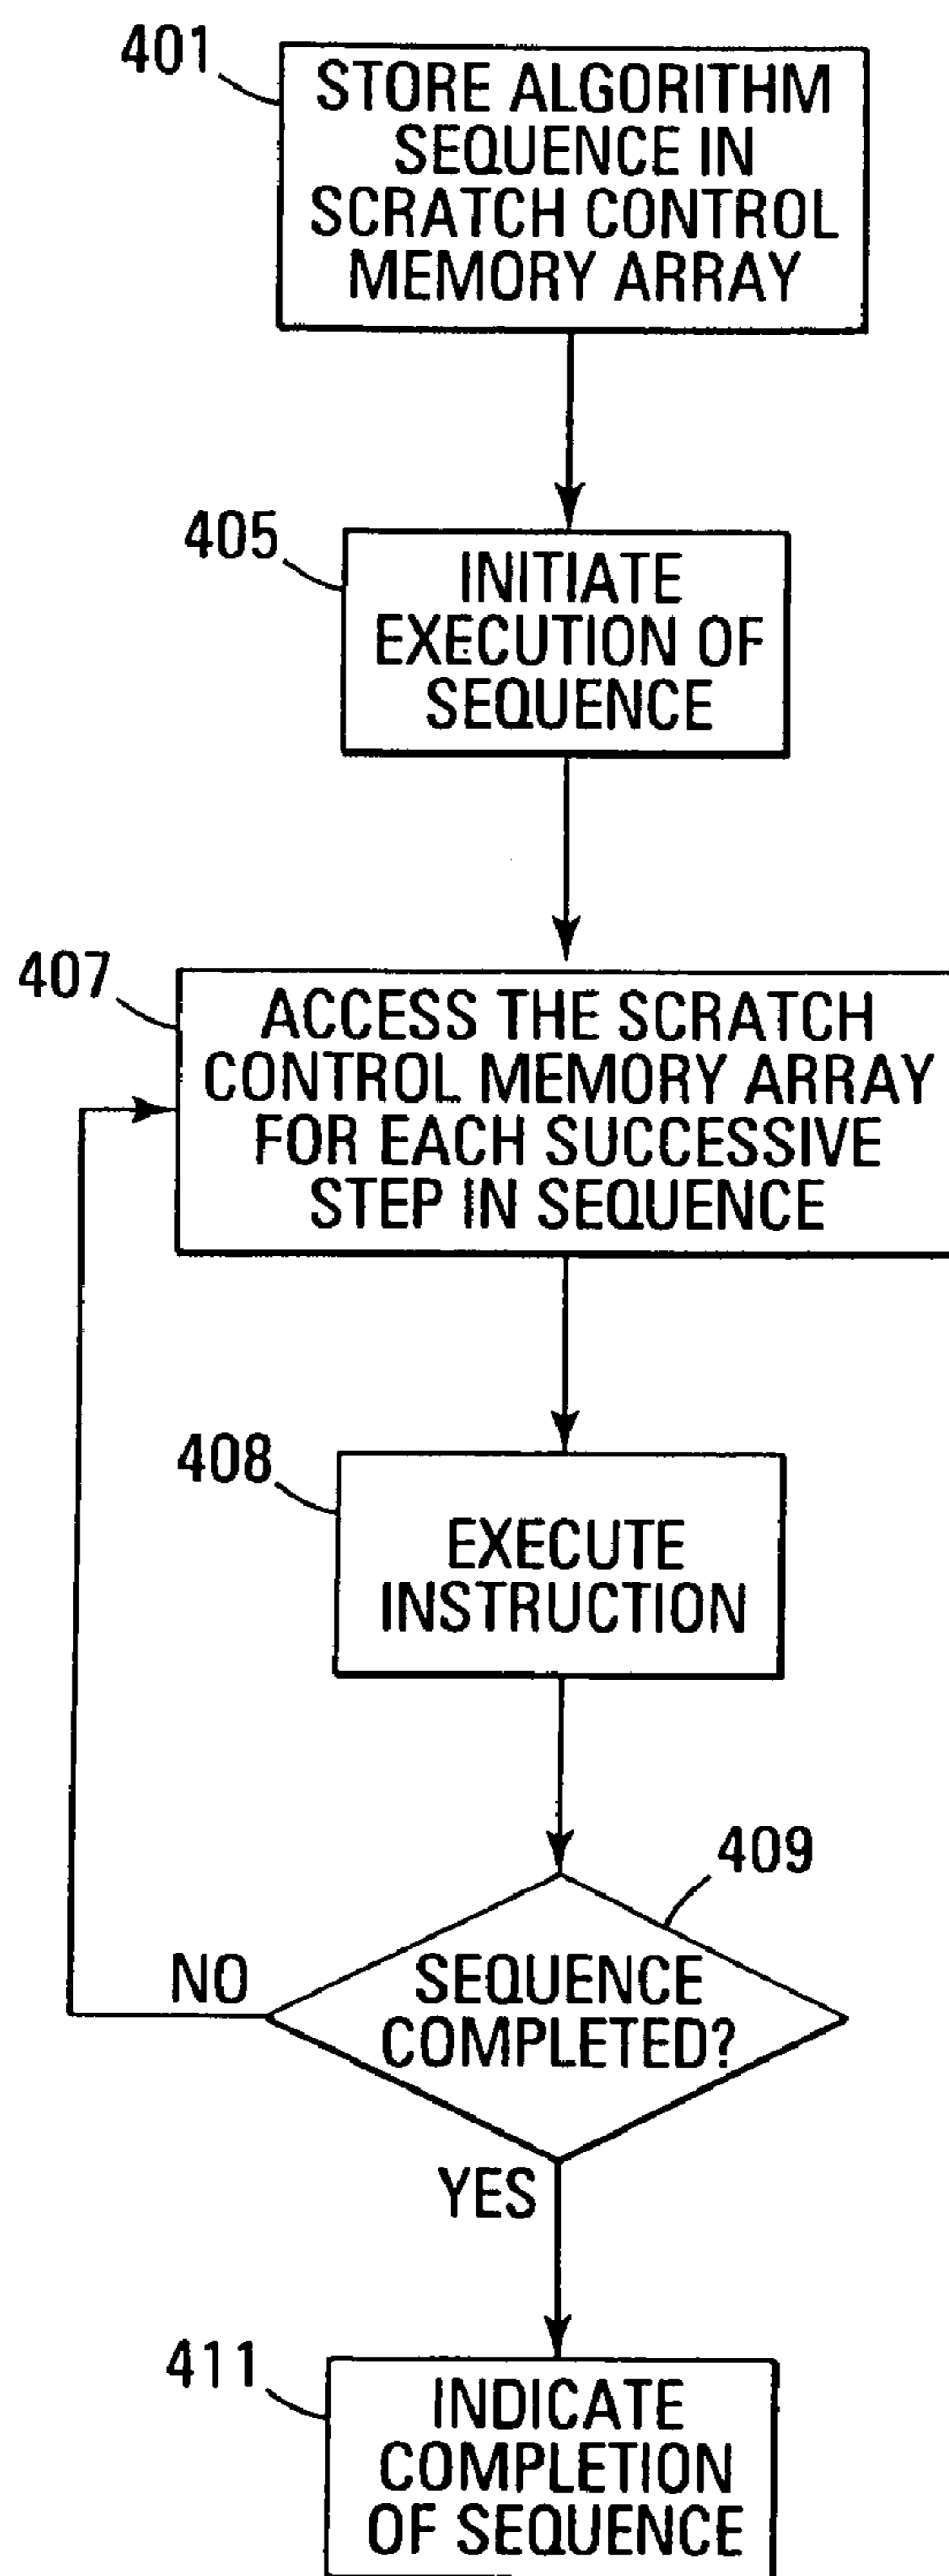 401
STORE ALGORITHM
SEQUENCE IN
SCRATCH CONTROL
MEMORY ARRAY
405
INITIATE
EXECUTION OF
SEQUENCE
407
ACCESS THE SCRATCH
CONTROL MEMORY ARRAY
FOR EACH SUCCESSIVE
STEP IN SEQUENCE
408
EXECUTE
INSTRUCTION
409
SEQUENCE
COMPLETED?
NO
YES
411
INDICATE
COMPLETION
OF SEQUENCE